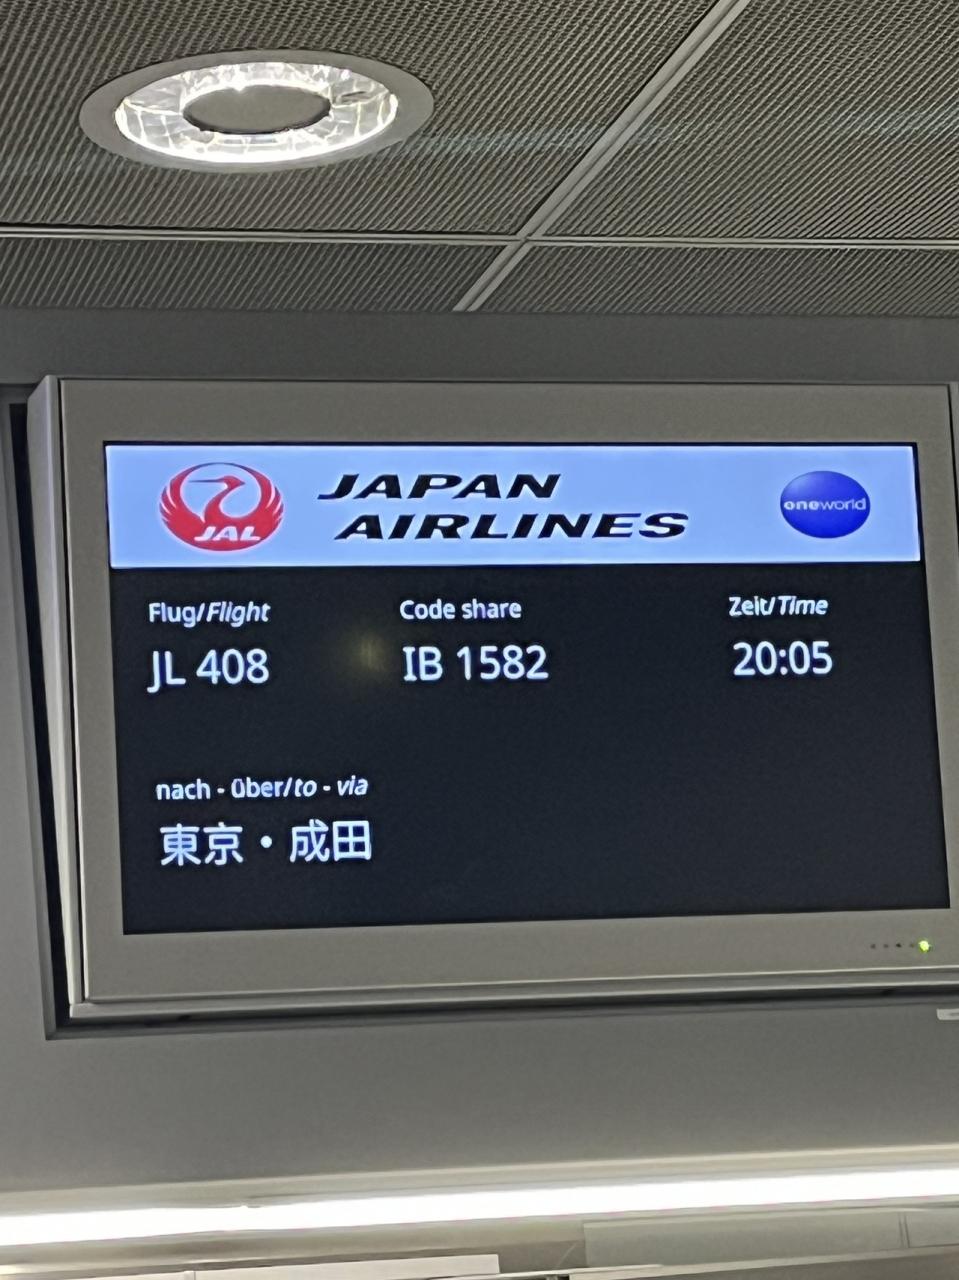 JAL
JAPAN
AIRLINES
oneworld
Flug/Flight
Code share
Zeit/Time
JL 408
IB 1582
20:05
nach - über/to - via
東京・成田